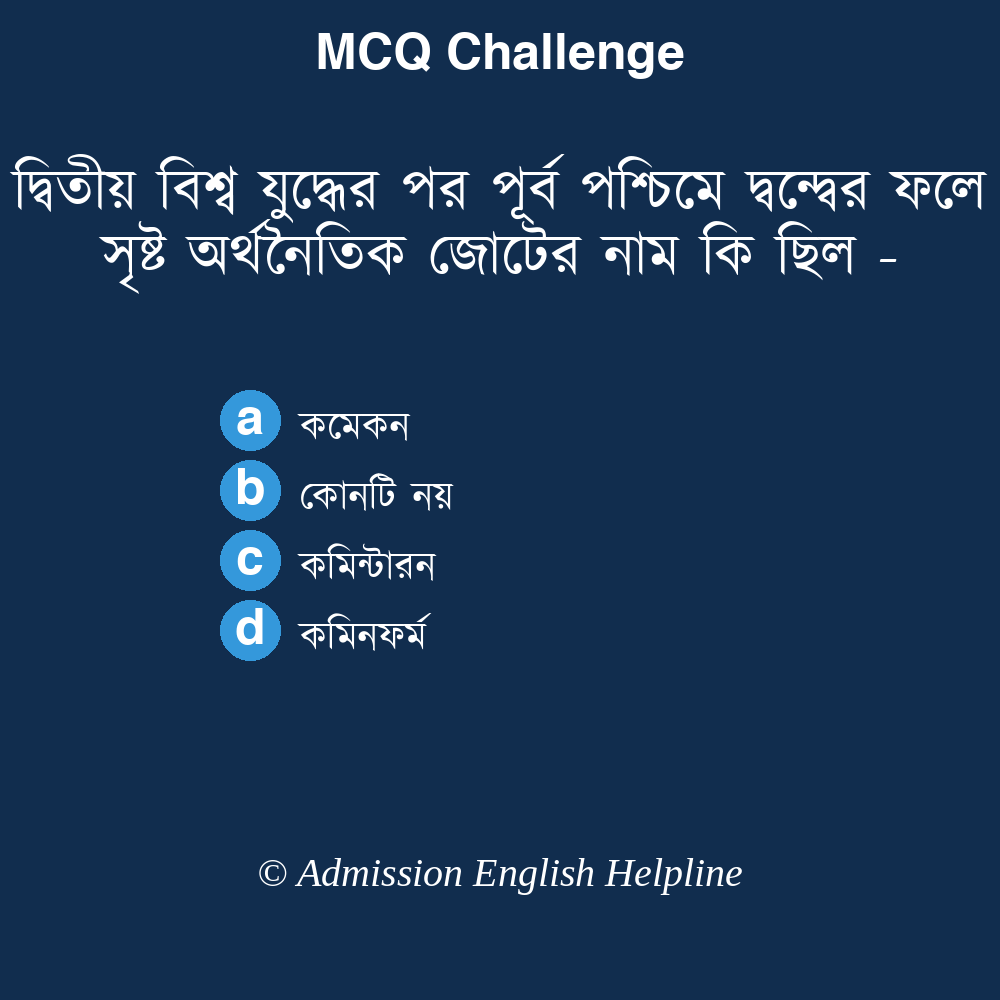 MCQ Challenge
দ্বিতীয় বিশ্ব যুদ্ধের পর পূর্ব পশ্চিমে দ্বন্দ্বের ফলে
সৃষ্ট অর্থনৈতিক জোটের নাম কি ছিল -
a কমেকন
b কোনটি নয়
c কমিন্টারন
d কমিনফর্ম
© Admission English Helpline